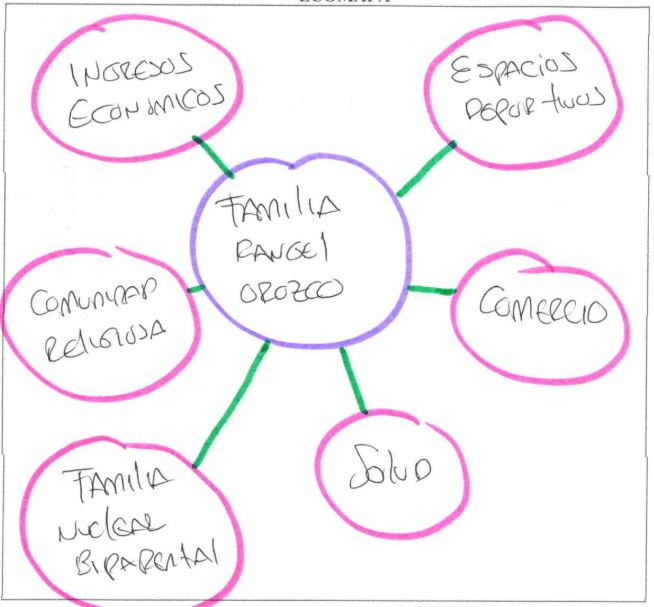 ECOMAPA
INGRESOS
ECONOMICOS
ESPACIOS
DEPORTIVOS
FAMILIA
RANGEL
OROZCO
COMUNIDAD
RELIGIOSA
COMERCIO
FAMILIA
NUCLEAR
BIPARENTAL
SALUD